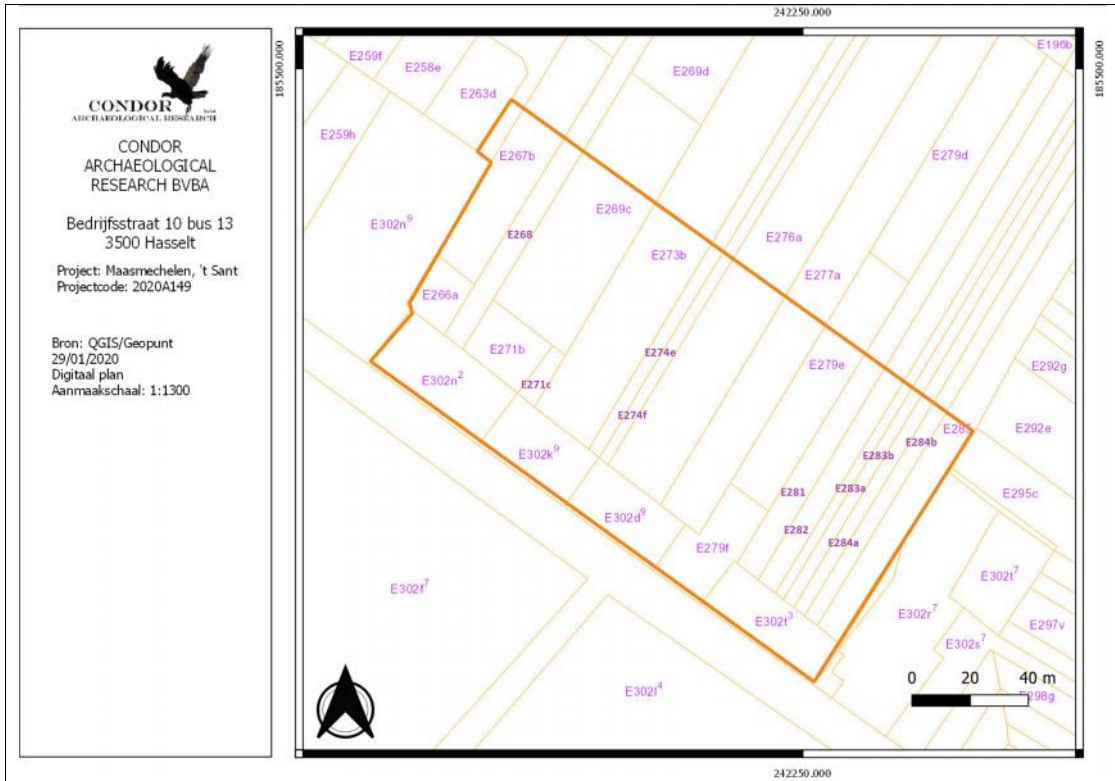 CONDOR
ARCHAEOLOGICAL RESEARCH
CONDOR
ARCHAEOLOGICAL
RESEARCH BVBA
Bedrijfsstraat 10 bus 13
3500 Hasselt
Project: Maasmechelen, 't Sant
Projectcode: 2020A149
Bron: QGIS/Geopunt
29/01/2020
Digitaal plan
Aanmaakschaal: 1:1300
242250.000
185500.000
185500.000
E259f
E258e
E263d
E269d
E196b
E259h
E267b
E279d
E302n⁹
E268
E269c
E273b
E276a
E277a
E266a
E271b
E274e
E279e
E292g
E302n²
E271c
E274f
E284b
E292e
E302k⁹
E283b
E281
E283a
E295c
E302d⁹
E282
E284a
E279f
E302f⁷
E302t⁷
E302t³
E302r⁷
E297v
E302s⁷
E302l⁴
E298g
0 20 40 m
242250.000